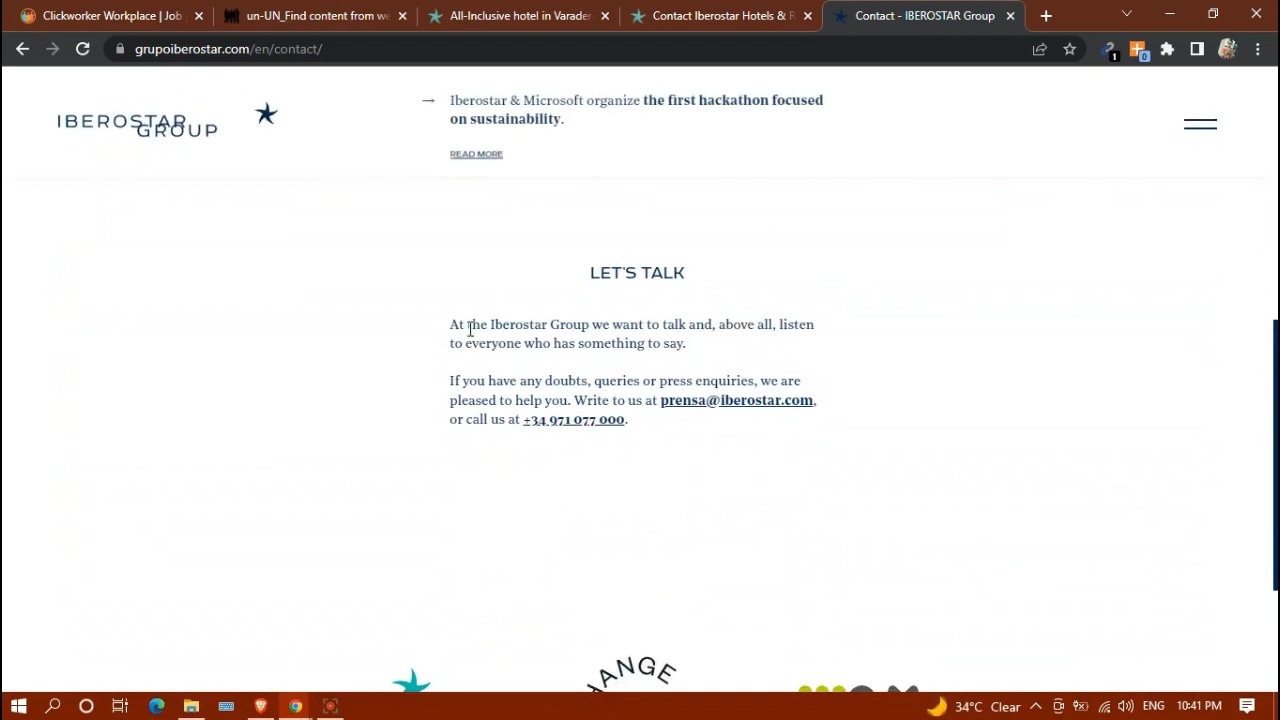 Clickworker Workplace | Job
un-UN_Find content from we
All-Inclusive hotel in Varader
Contact Iberostar Hotels & R
Contact - IBEROSTAR Group
grupoiberostar.com/en/contact/
1
0
IBEROSTAR
GROUP
→ Iberostar & Microsoft organize the first hackathon focused
on sustainability.
READ MORE
LET'S TALK
At the Iberostar Group we want to talk and, above all, listen
to everyone who has something to say.
If you have any doubts, queries or press enquiries, we are
pleased to help you. Write to us at prensa@iberostar.com,
or call us at +34 971 077 000.
HANGE
34°C Clear
ENG
10:41 PM